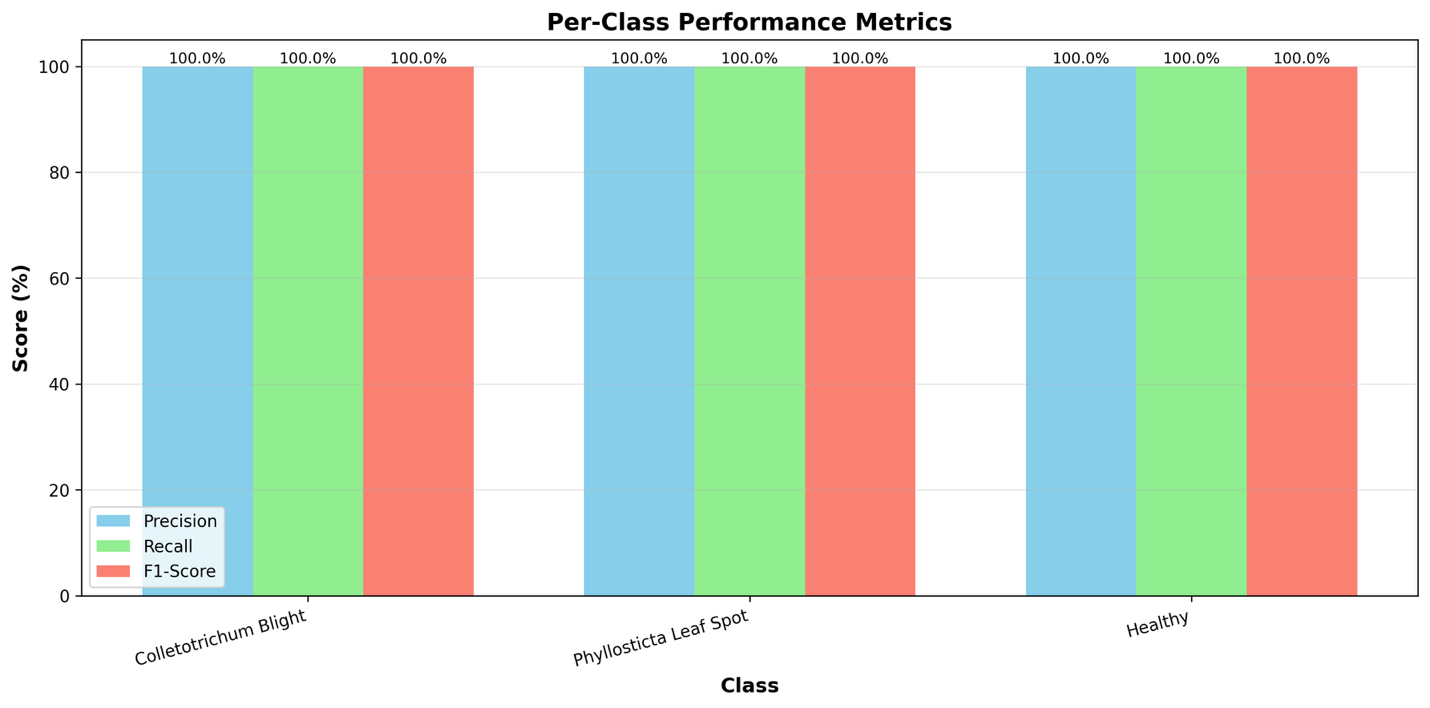 Per-Class Performance Metrics
100.0% 100.0% 100.0% 100.0% 100.0% 100.0% 100.0% 100.0% 100.0%
100
80
60
40
20
0
Score (%)
Precision
Recall
F1-Score
Colletotrichum Blight
Phyllosticta Leaf Spot
Healthy
Class